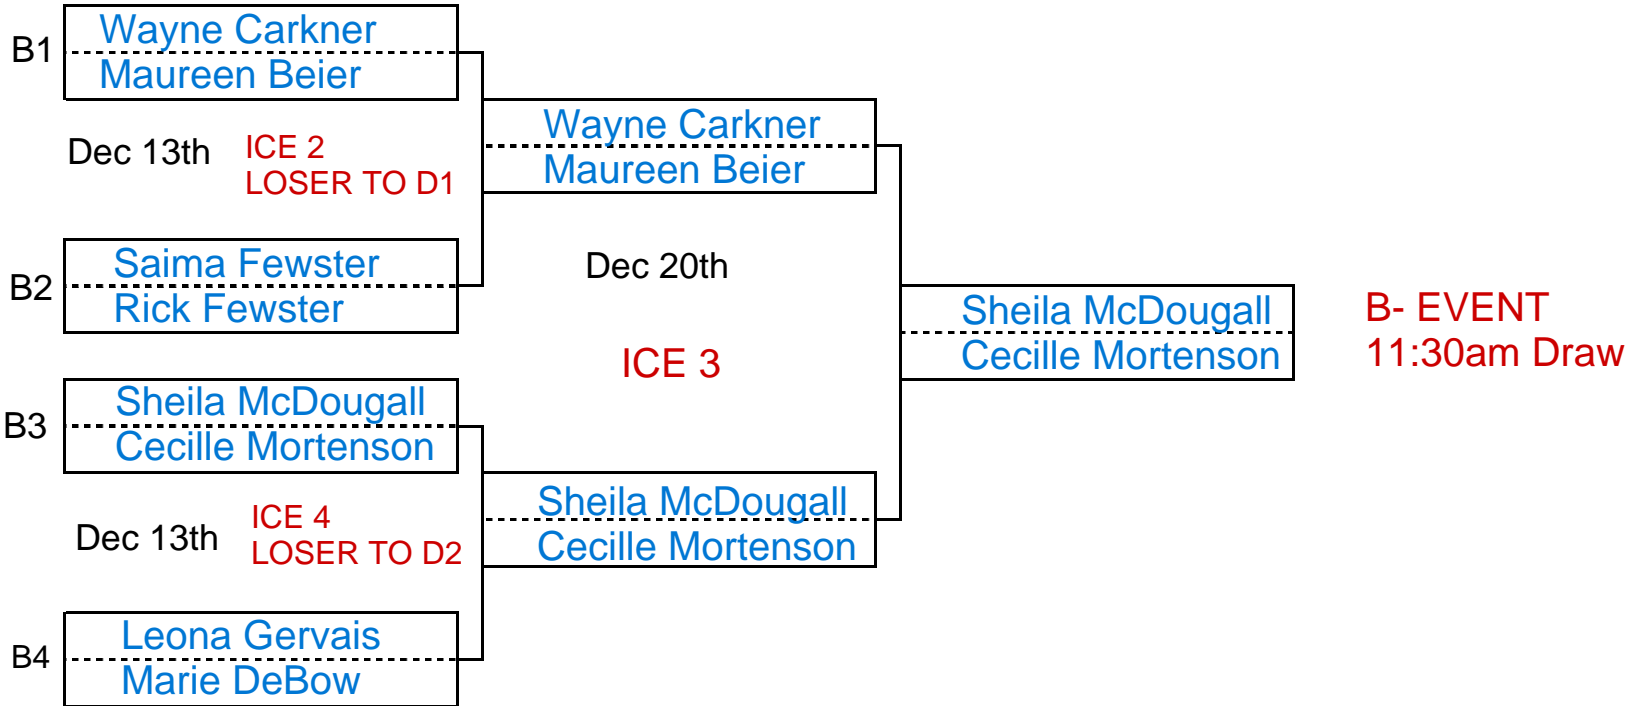 B1
Wayne Carkner
Maureen Beier
Dec 13th
ICE 2
LOSER TO D1
B2
Saima Fewster
Rick Fewster
B3
Sheila McDougall
Cecille Mortenson
Dec 13th
ICE 4
LOSER TO D2
B4
Leona Gervais
Marie DeBow
Wayne Carkner
Maureen Beier
Dec 20th
ICE 3
Sheila McDougall
Cecille Mortenson
Sheila McDougall
Cecille Mortenson
B- EVENT
11:30am Draw